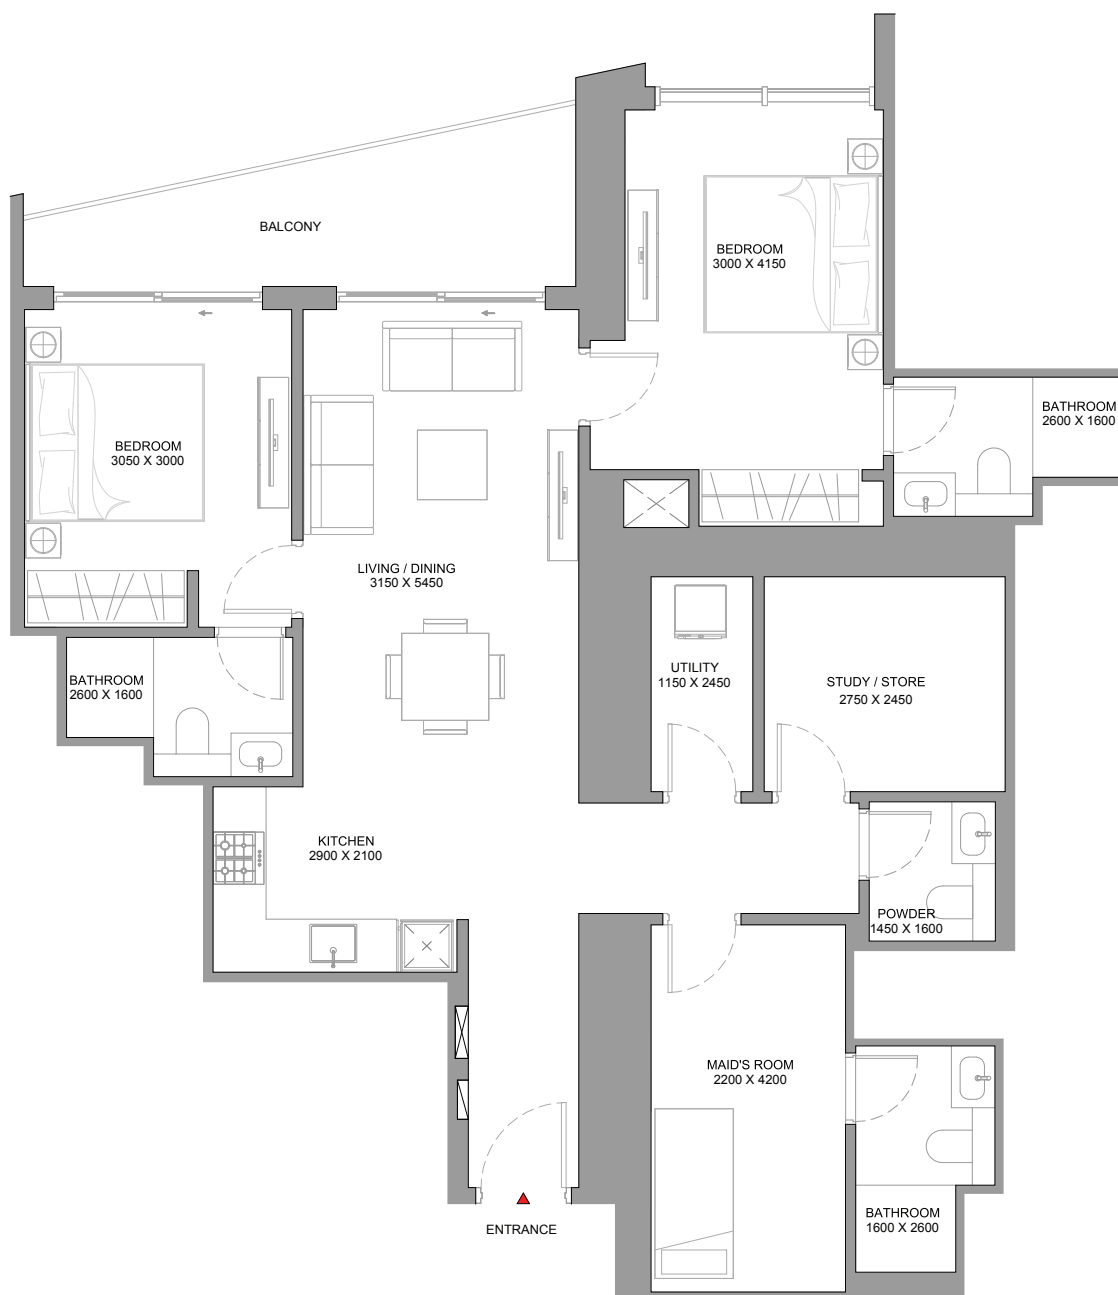 BALCONY
BEDROOM
3000 X 4150
BATHROOM
2600 X 1600
BEDROOM
3050 X 3000
LIVING / DINING
3150 X 5450
UTILITY
1150 X 2450
STUDY / STORE
2750 X 2450
BATHROOM
2600 X 1600
KITCHEN
2900 X 2100
POWDER
1450 X 1600
MAID'S ROOM
2200 X 4200
BATHROOM
1600 X 2600
ENTRANCE